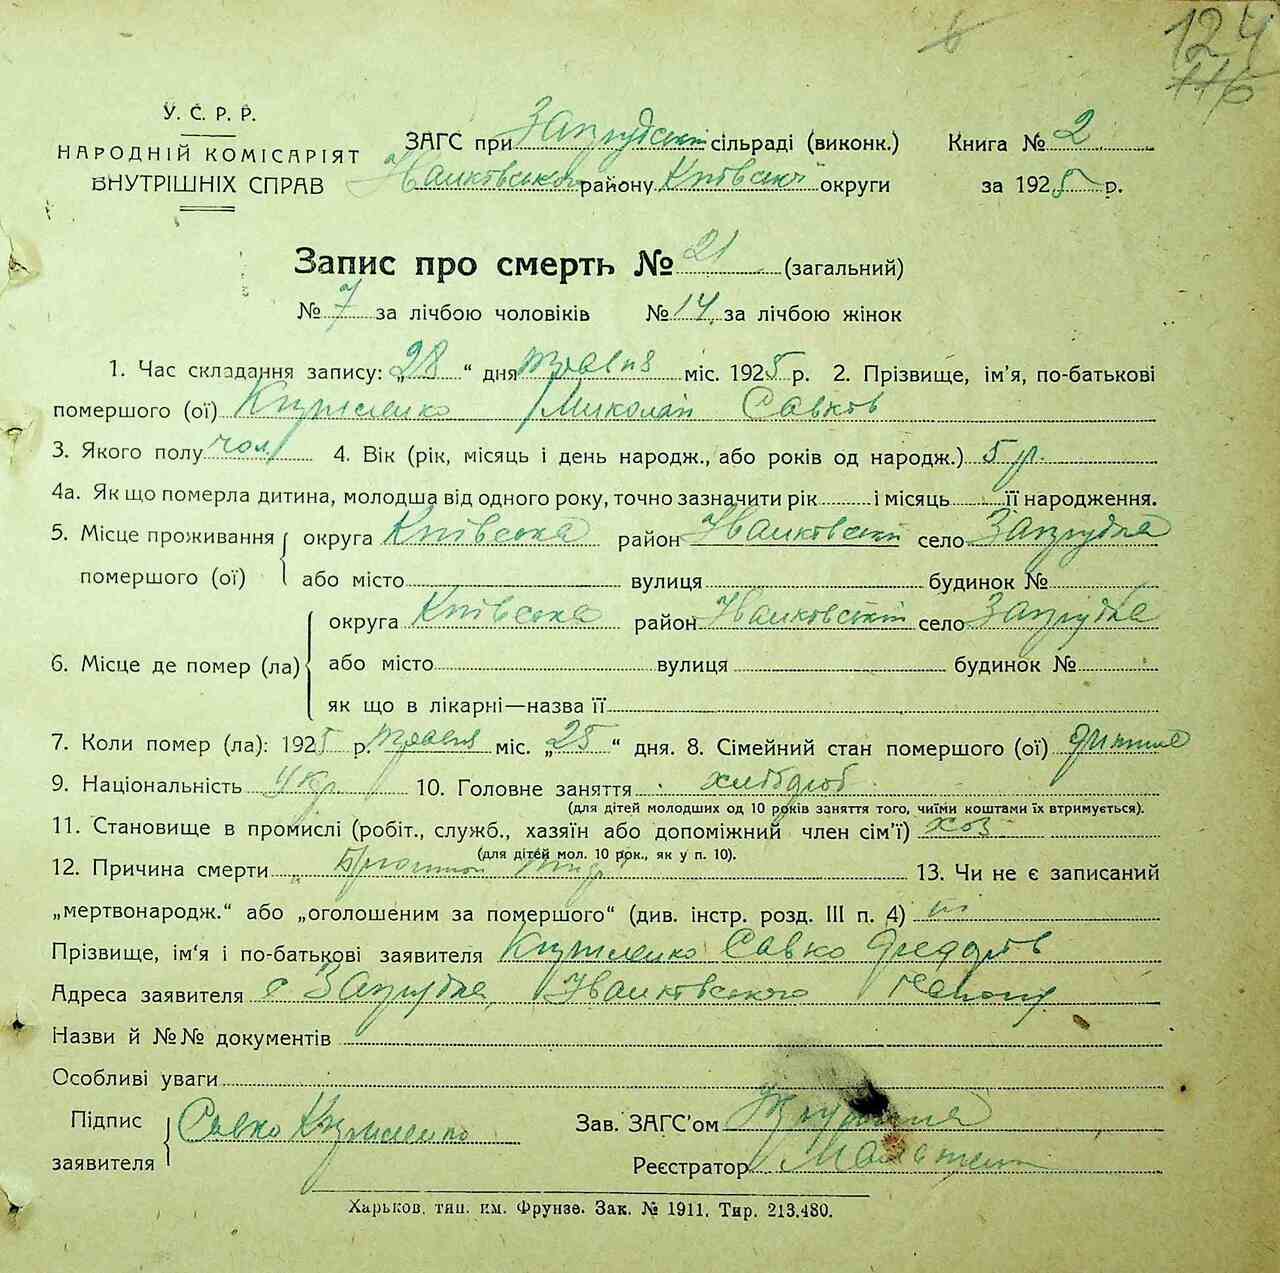 124
116
У. С. Р. Р.
НАРОДНІЙ КОМІСАРІЯТ
ВНУТРІШНІХ СПРАВ
ЗАГС при Запрудській сільраді (виконк.)
Іванковського району Київської округи
Книга № 2
за 1925 р.
Запис про смерть № 21 (загальний)
№ 7 за лічбою чоловіків № 14 за лічбою жінок
1. Час складання запису: „28“ дня травня міс. 1925 р. 2. Прізвище, ім’я, по-батькові
помершого (ої) Кузменко Миколай Савков
3. Якого полу чол. 4. Вік (рік, місяць і день народж., або років од народж.) 5 р.
4а. Як що померла дитина, молодша від одного року, точно зазначити рік і місяць її народження.
5. Місце проживання помершого (ої) округа Київська район Іванковский село Запрудка
або місто вулиця будинок №
6. Місце де помер (ла) округа Київська район Іванковский село Запрудка
або місто вулиця будинок №
як що в лікарні—назва її
7. Коли помер (ла): 1925 р. травня міс. „25“ дня. 8. Сімейний стан помершого (ої)
9. Національність Укр. 10. Головне заняття хлібороб
(для дітей молодших од 10 років заняття того, чиїми коштами їх втримується).
11. Становище в промислі (робіт., служб., хазяїн або допоміжний член сім’ї) хоз
(для дітей мол. 10 рок., як у п. 10).
12. Причина смерти 13. Чи не є записаний
„мертвонародж.“ або „оголошеним за помершого“ (див. інстр. розд. III п. 4) ні
Прізвище, ім‘я і по-батькові заявителя Кузменко Савко
Адреса заявителя с Запрудка Іванковського
Назви й №№ документів
Особливі уваги
Підпис заявителя Савко Кузменко
Зав. ЗАГС’ом
Реєстратор
Харьков, тип. им. Фрунзе. Зак. № 1911. Тир. 213.480.